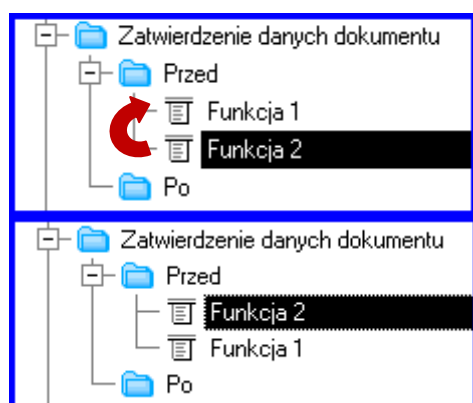 Zatwierdzenie danych dokumentu
Przed
Funkcja 1
Funkcja 2
Po
Zatwierdzenie danych dokumentu
Przed
Funkcja 2
Funkcja 1
Po